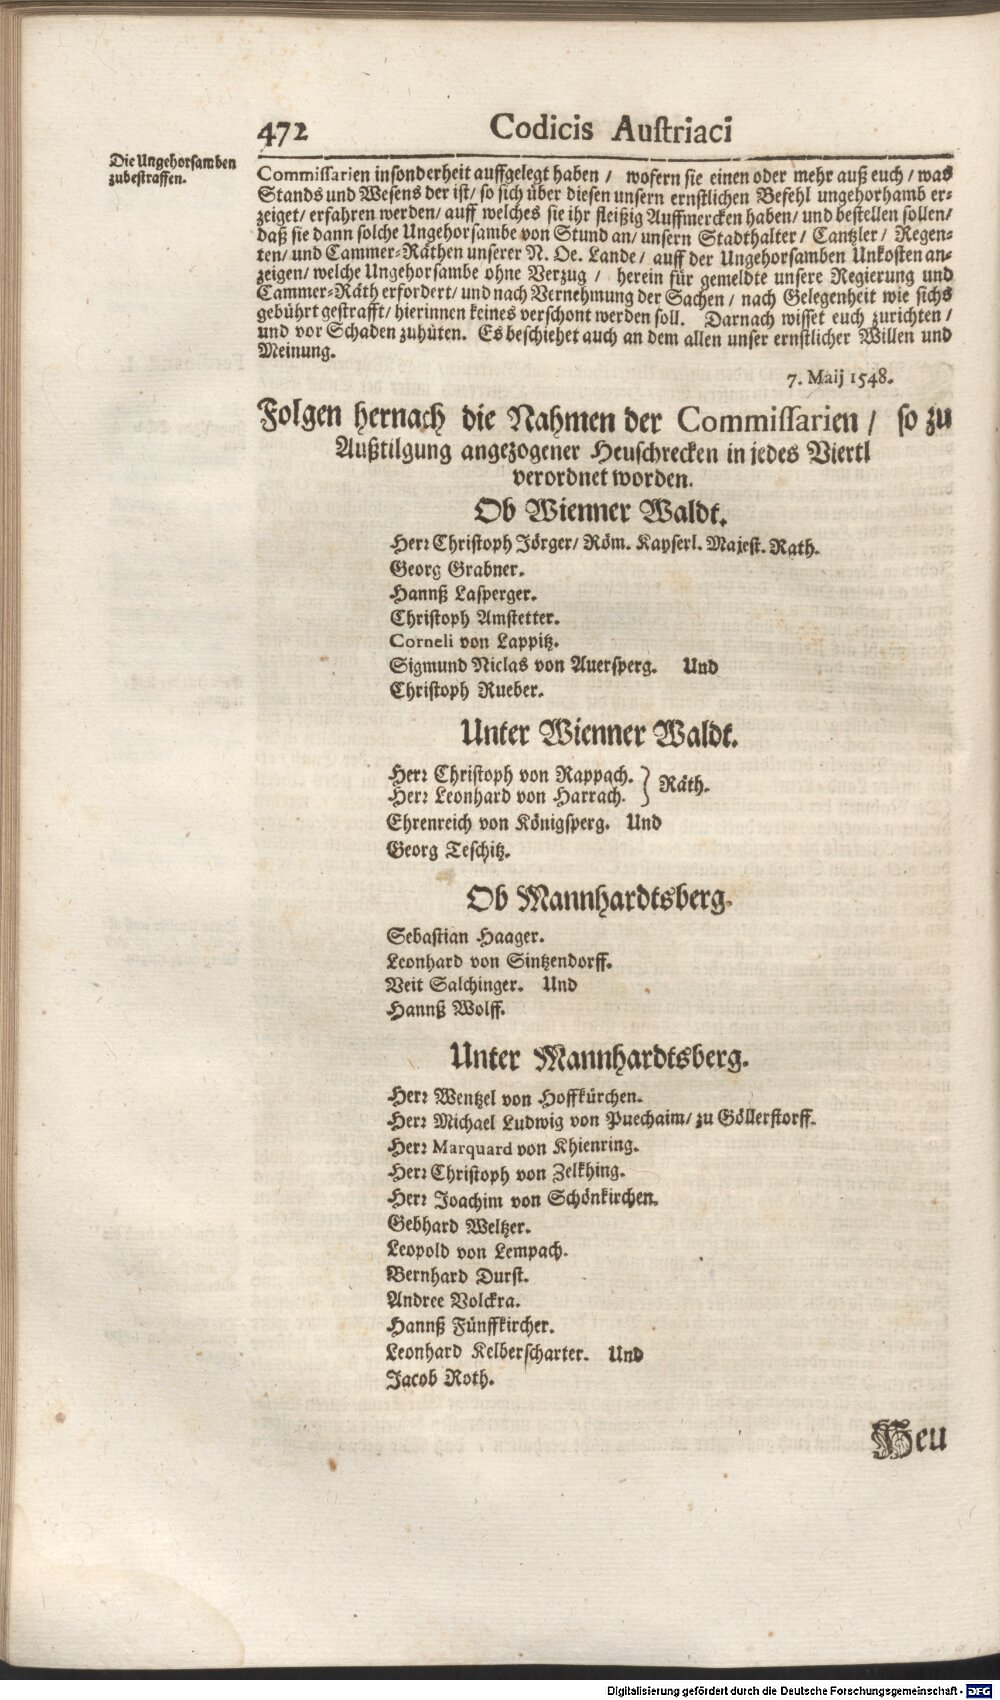 472 Codicis Austriaci
Die Ungehorsamben
zubestraffen.
Commissarien insonderheit auffgelegt haben / wofern sie einen oder mehr auß euch / was
Stands und Wesens der ist / so sich über diesen unsern ernstlichen Befehl ungehorhamb er-
zeiget / erfahren werden / auff welches sie ihr fleißig Auffmercken haben / und bestellen sollen /
daß sie dann solche Ungehorsambe von Stund an / unsern Stadthalter / Cantzler / Regen-
ten / und Cammer-Räthen unserer N. Oe. Lande / auff der Ungehorsamben Unkosten an-
zeigen / welche Ungehorsambe ohne Verzug / herein für gemeldte unsere Regierung und
Cammer-Räth erfordert / und nach Vernehmung der Sachen / nach Gelegenheit wie sichs
gebührt gestrafft / hierinnen keines verschont werden soll. Darnach wisset euch zurichten /
und vor Schaden zuhüten. Es beschiehet auch an dem allen unser ernstlicher Willen und
Meinung.
7. Maij 1548.
Folgen hernach die Nahmen der Commissarien / so zu
Außtilgung angezogener Heuschrecken in jedes Viertl
verordnet worden.
Ob Wienner Waldt.
Herr Christoph Jörger / Röm. Kayserl. Majest. Rath.
Georg Grabner.
Hannß Lasperger.
Christoph Amstetter.
Corneli von Lappitz.
Sigmund Niclas von Auersperg. Und
Christoph Rueber.
Unter Wienner Waldt.
Herr Christoph von Rappach. } Räth.
Herr Leonhard von Harrach.
Ehrenreich von Königsperg. Und
Georg Teschitz.
Ob Mannhardtsberg.
Sebastian Haager.
Leonhard von Sintzendorff.
Veit Salchinger. Und
Hannß Wolff.
Unter Mannhardtsberg.
Herr Wentzel von Hoffkürchen.
Herr Michael Ludwig von Puechaim / zu Göllerstorff.
Herr Marquard von Khienring.
Herr Christoph von Zelkhing.
Herr Joachim von Schönkirchen.
Gebhard Weltzer.
Leopold von Lempach.
Bernhard Durst.
Andree Volckra.
Hannß Fünffkircher.
Leonhard Kelberscharter. Und
Jacob Roth.
Heu
Digitalisierung gefördert durch die Deutsche Forschungsgemeinschaft - DFG